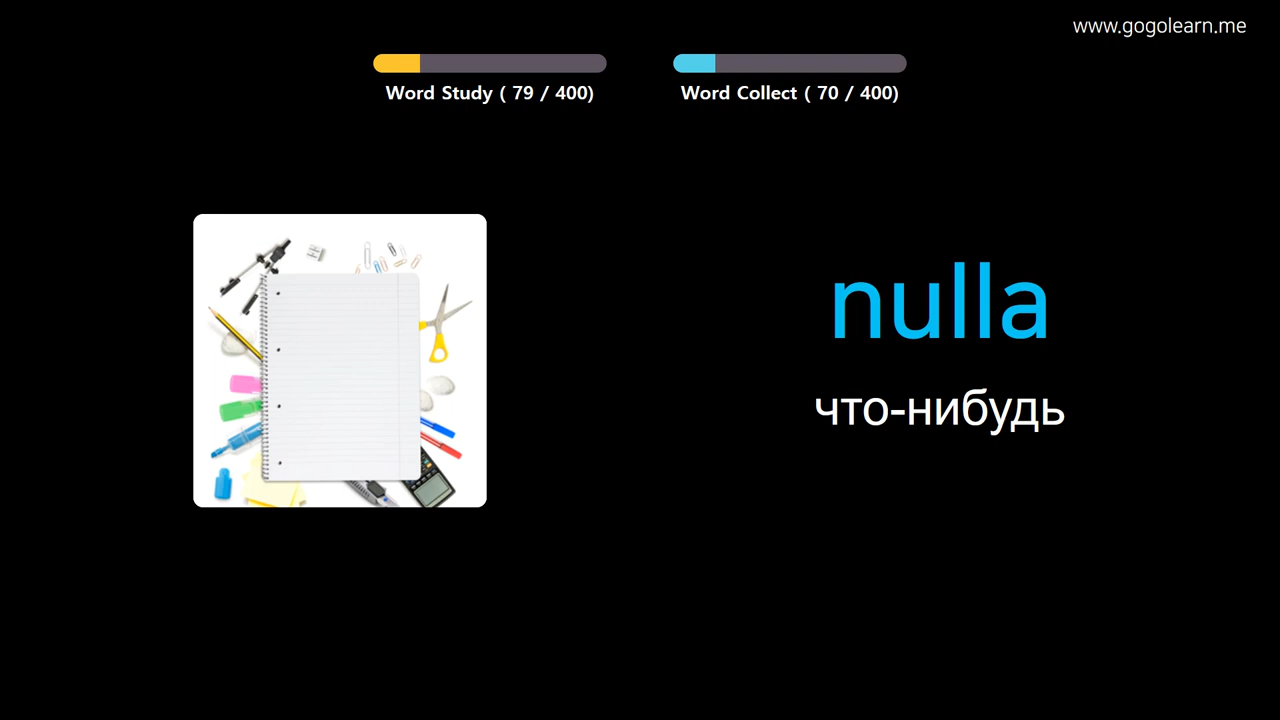 www.gogolearn.me
Word Study ( 79 / 400)
Word Collect ( 70 / 400)
nulla
что-нибудь